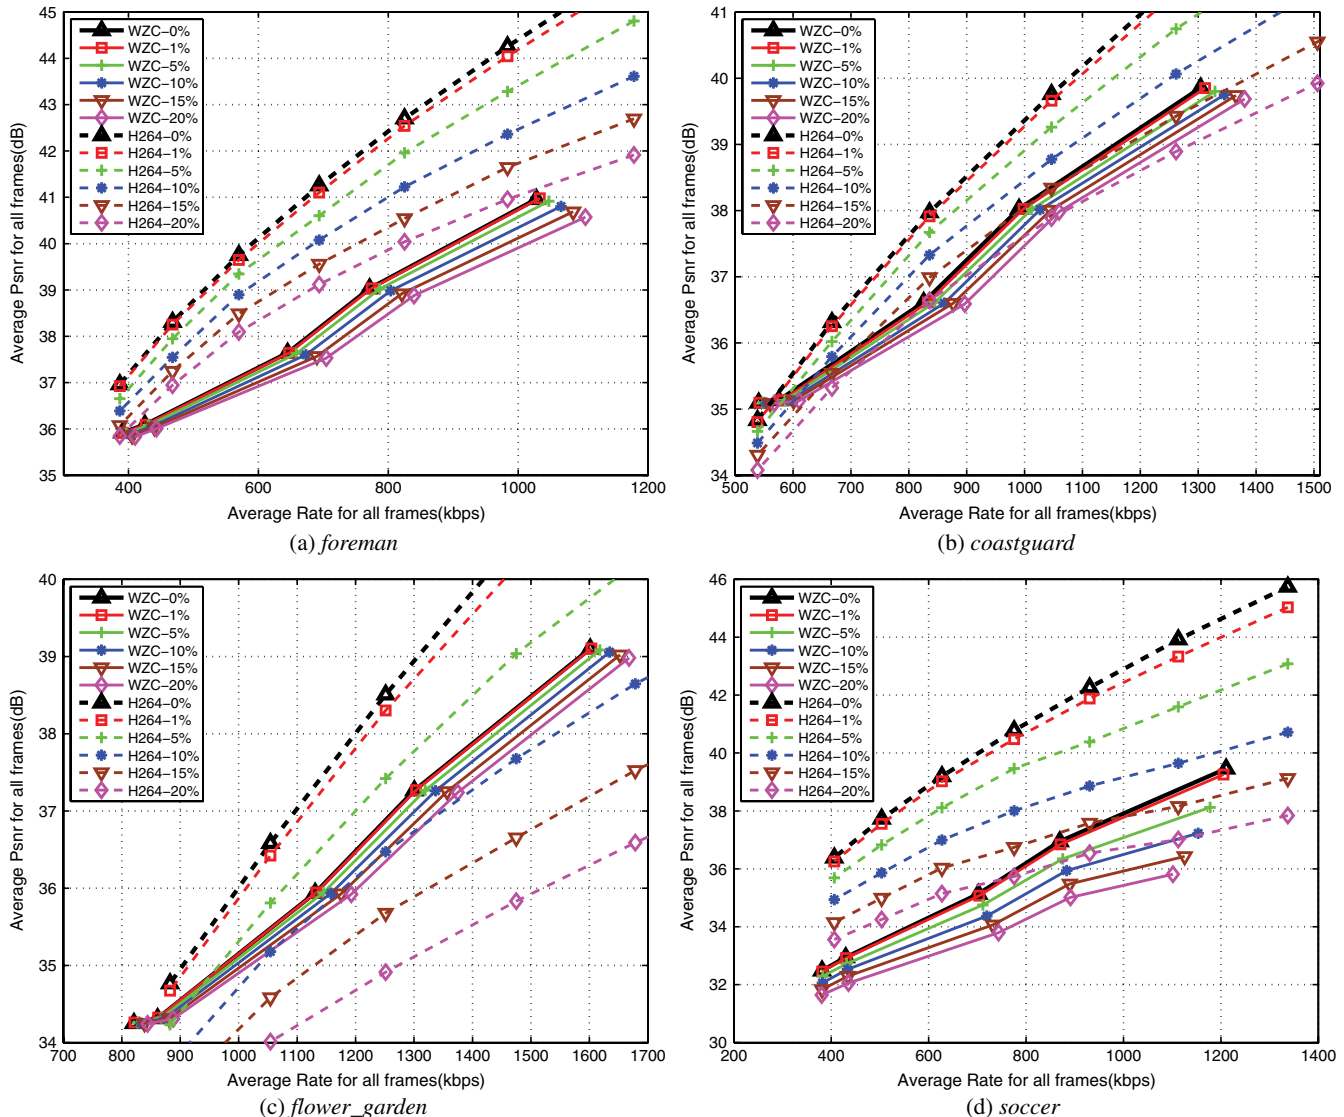 45
44
43
42
41
40
39
38
37
36
35
Average Psnr for all frames(dB)
WZC-0%
WZC-1%
WZC-5%
WZC-10%
WZC-15%
WZC-20%
H264-0%
H264-1%
H264-5%
H264-10%
H264-15%
H264-20%
400 600 800 1000 1200
Average Rate for all frames(kbps)
(a) foreman
41
40
39
38
37
36
35
34
Average Psnr for all frames(dB)
WZC-0%
WZC-1%
WZC-5%
WZC-10%
WZC-15%
WZC-20%
H264-0%
H264-1%
H264-5%
H264-10%
H264-15%
H264-20%
500 600 700 800 900 1000 1100 1200 1300 1400 1500
Average Rate for all frames(kbps)
(b) coastguard
40
39
38
37
36
35
34
Average Psnr for all frames(dB)
WZC-0%
WZC-1%
WZC-5%
WZC-10%
WZC-15%
WZC-20%
H264-0%
H264-1%
H264-5%
H264-10%
H264-15%
H264-20%
700 800 900 1000 1100 1200 1300 1400 1500 1600 1700
Average Rate for all frames(kbps)
(c) flower_garden
46
44
42
40
38
36
34
32
30
Average Psnr for all frames(dB)
WZC-0%
WZC-1%
WZC-5%
WZC-10%
WZC-15%
WZC-20%
H264-0%
H264-1%
H264-5%
H264-10%
H264-15%
H264-20%
200 400 600 800 1000 1200 1400
Average Rate for all frames(kbps)
(d) soccer